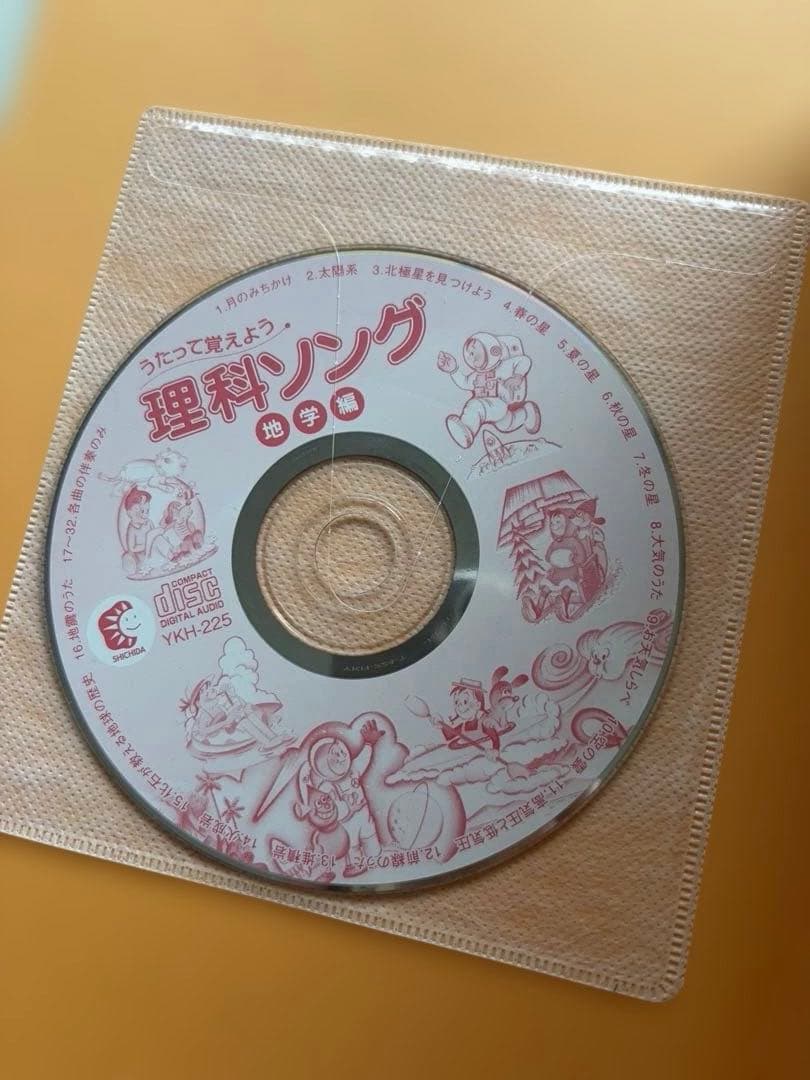 うたって覚えよう
理科ソング
地学編
1.月のみちかけ
2.太陽系
3.北極星を見つけよう
4.春の星
5.夏の星
6.秋の星
7.冬の星
8.大気のうた
9.お天気しらべ
10.空の雲
11.高気圧と低気圧
12.前線のうた
13.堆積岩
14.火成岩
15.化石が教える地球の歴史
16.地震のうた
17～32.各曲の伴奏のみ
COMPACT
disc
DIGITAL AUDIO
YKH-225
SHICHIDA